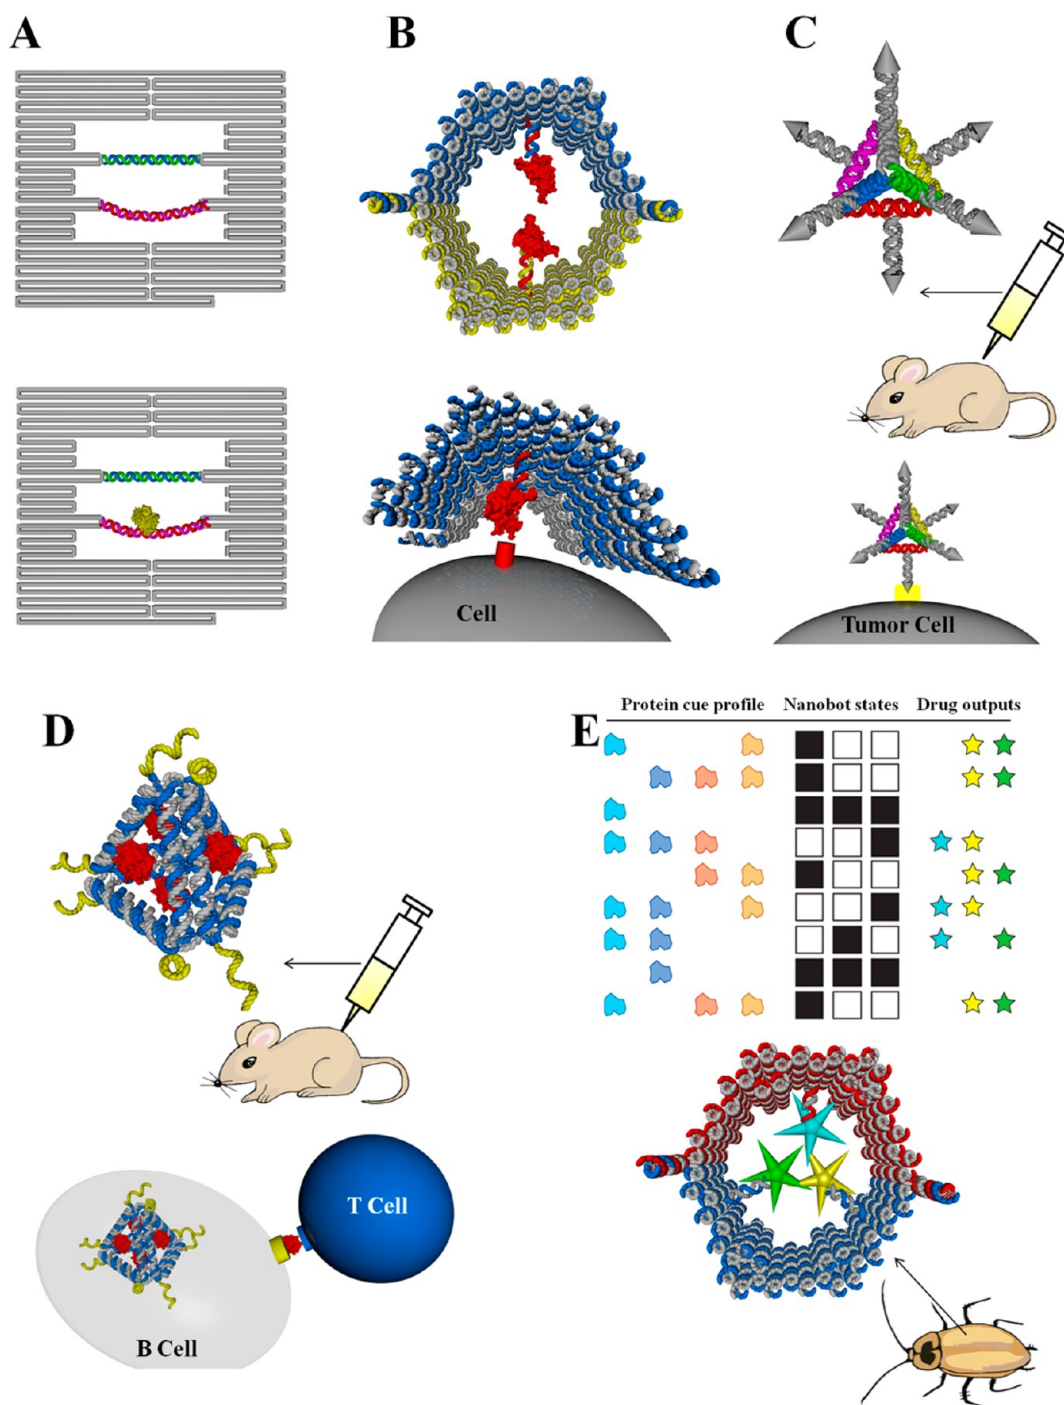 A
B
C
Cell
Tumor Cell
D
E
Protein cue profile Nanobot states Drug outputs
T Cell
B Cell